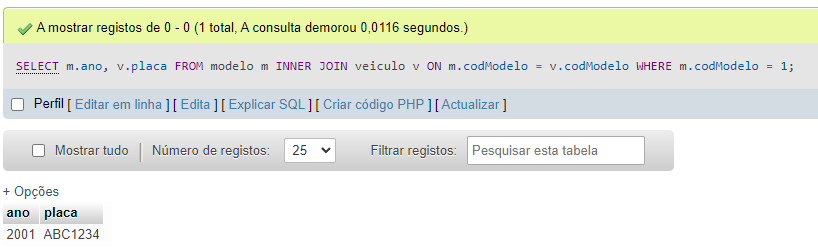 A mostrar registos de 0 - 0 (1 total, A consulta demorou 0,0116 segundos.)
SELECT m.ano, v.placa FROM modelo m INNER JOIN veiculo v ON m.codModelo = v.codModelo WHERE m.codModelo = 1;
Perfil [ Editar em linha ] [ Edita ] [ Explicar SQL ] [ Criar código PHP ] [ Actualizar ]
Mostrar tudo | Número de registos: 25 Filtrar registos: Pesquisar esta tabela
+ Opções
ano placa
2001 ABC1234